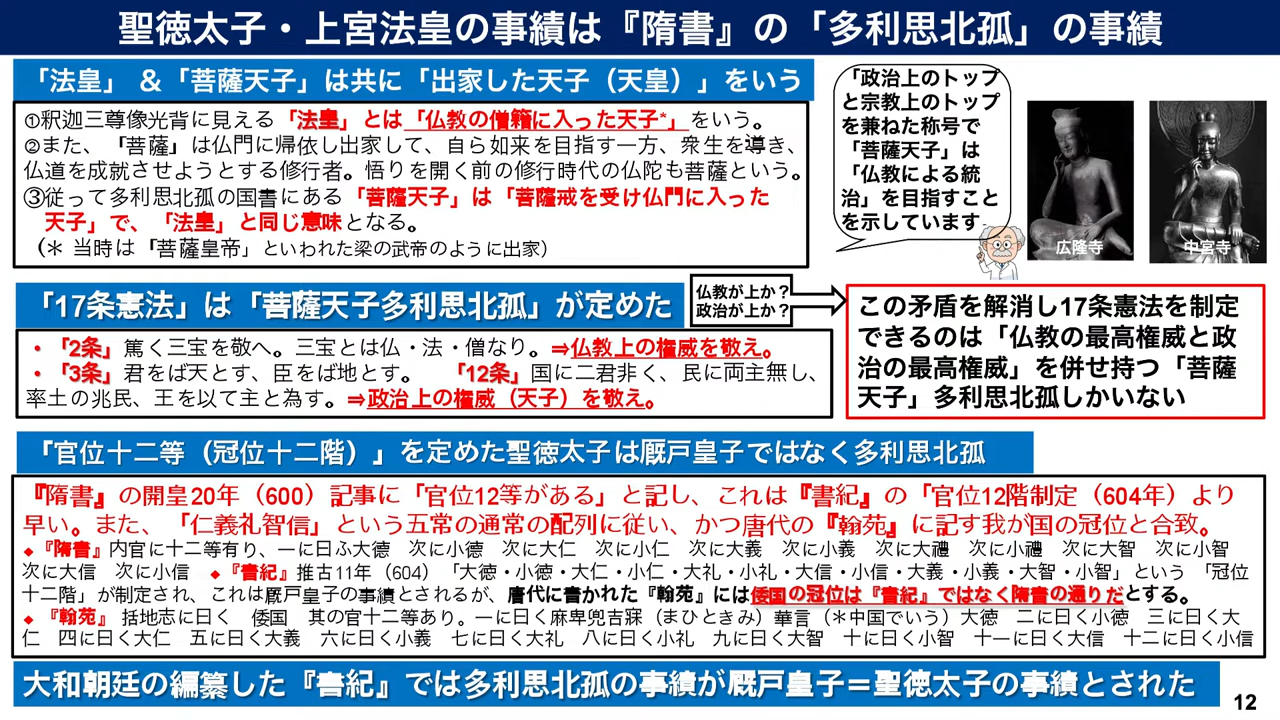 聖徳太子・上宮法皇の事績は『隋書』の「多利思北孤」の事績
「法皇」 &「菩薩天子」は共に「出家した天子（天皇）」をいう
①釈迦三尊像光背に見える「法皇」とは「仏教の僧籍に入った天子*」をいう。
②また、「菩薩」は仏門に帰依し出家して、自ら如来を目指す一方、衆生を導き、
仏道を成就させようとする修行者。悟りを開く前の修行時代の仏陀も菩薩という。
③従って多利思北孤の国書にある「菩薩天子」は「菩薩戒を受け仏門に入った
天子」で、「法皇」と同じ意味となる。
（＊ 当時は「菩薩皇帝」といわれた梁の武帝のように出家）
「政治上のトップ
と宗教上のトップ
を兼ねた称号で
「菩薩天子」は
「仏教による統
治」を目指すこと
を示しています。
広隆寺
中宮寺
「17条憲法」は「菩薩天子多利思北孤」が定めた
仏教が上か？
政治が上か？
・「2条」篤く三宝を敬へ。三宝とは仏・法・僧なり。⇒仏教上の権威を敬え。
・「3条」君をば天とす、臣をば地とす。 「12条」国に二君非く、民に両主無し、
率土の兆民、王を以て主と為す。⇒政治上の権威（天子）を敬え。
この矛盾を解消し17条憲法を制定
できるのは「仏教の最高権威と政
治の最高権威」を併せ持つ「菩薩
天子」多利思北孤しかいない
「官位十二等（冠位十二階）」を定めた聖徳太子は厩戸皇子ではなく多利思北孤
『隋書』の開皇20年（600）記事に「官位12等がある」と記し、これは『書紀』の「官位12階制定（604年）より
早い。また、「仁義礼智信」という五常の通常の配列に従い、かつ唐代の『翰苑』に記す我が国の冠位と合致。
◆『隋書』内官に十二等有り、一に曰ふ大徳 次に小徳 次に大仁 次に小仁 次に大義 次に小義 次に大禮 次に小禮 次に大智 次に小智
次に大信 次に小信 ◆『書紀』推古11年（604）「大徳・小徳・大仁・小仁・大礼・小礼・大信・小信・大義・小義・大智・小智」という「冠位
十二階」が制定され、これは厩戸皇子の事績とされるが、唐代に書かれた『翰苑』には倭国の冠位は『書紀』ではなく隋書の通りだとする。
◆『翰苑』 括地志に曰く 倭国 其の官十二等あり。一に曰く麻卑兜吉寐（まひときみ）華言（＊中国でいう）大徳 二に曰く小徳 三に曰く大
仁 四に曰く大仁 五に曰く大義 六に曰く小義 七に曰く大礼 八に曰く小礼 九に曰く大智 十に曰く小智 十一に曰く大信 十二に曰く小信
大和朝廷の編纂した『書紀』では多利思北孤の事績が厩戸皇子＝聖徳太子の事績とされた
12